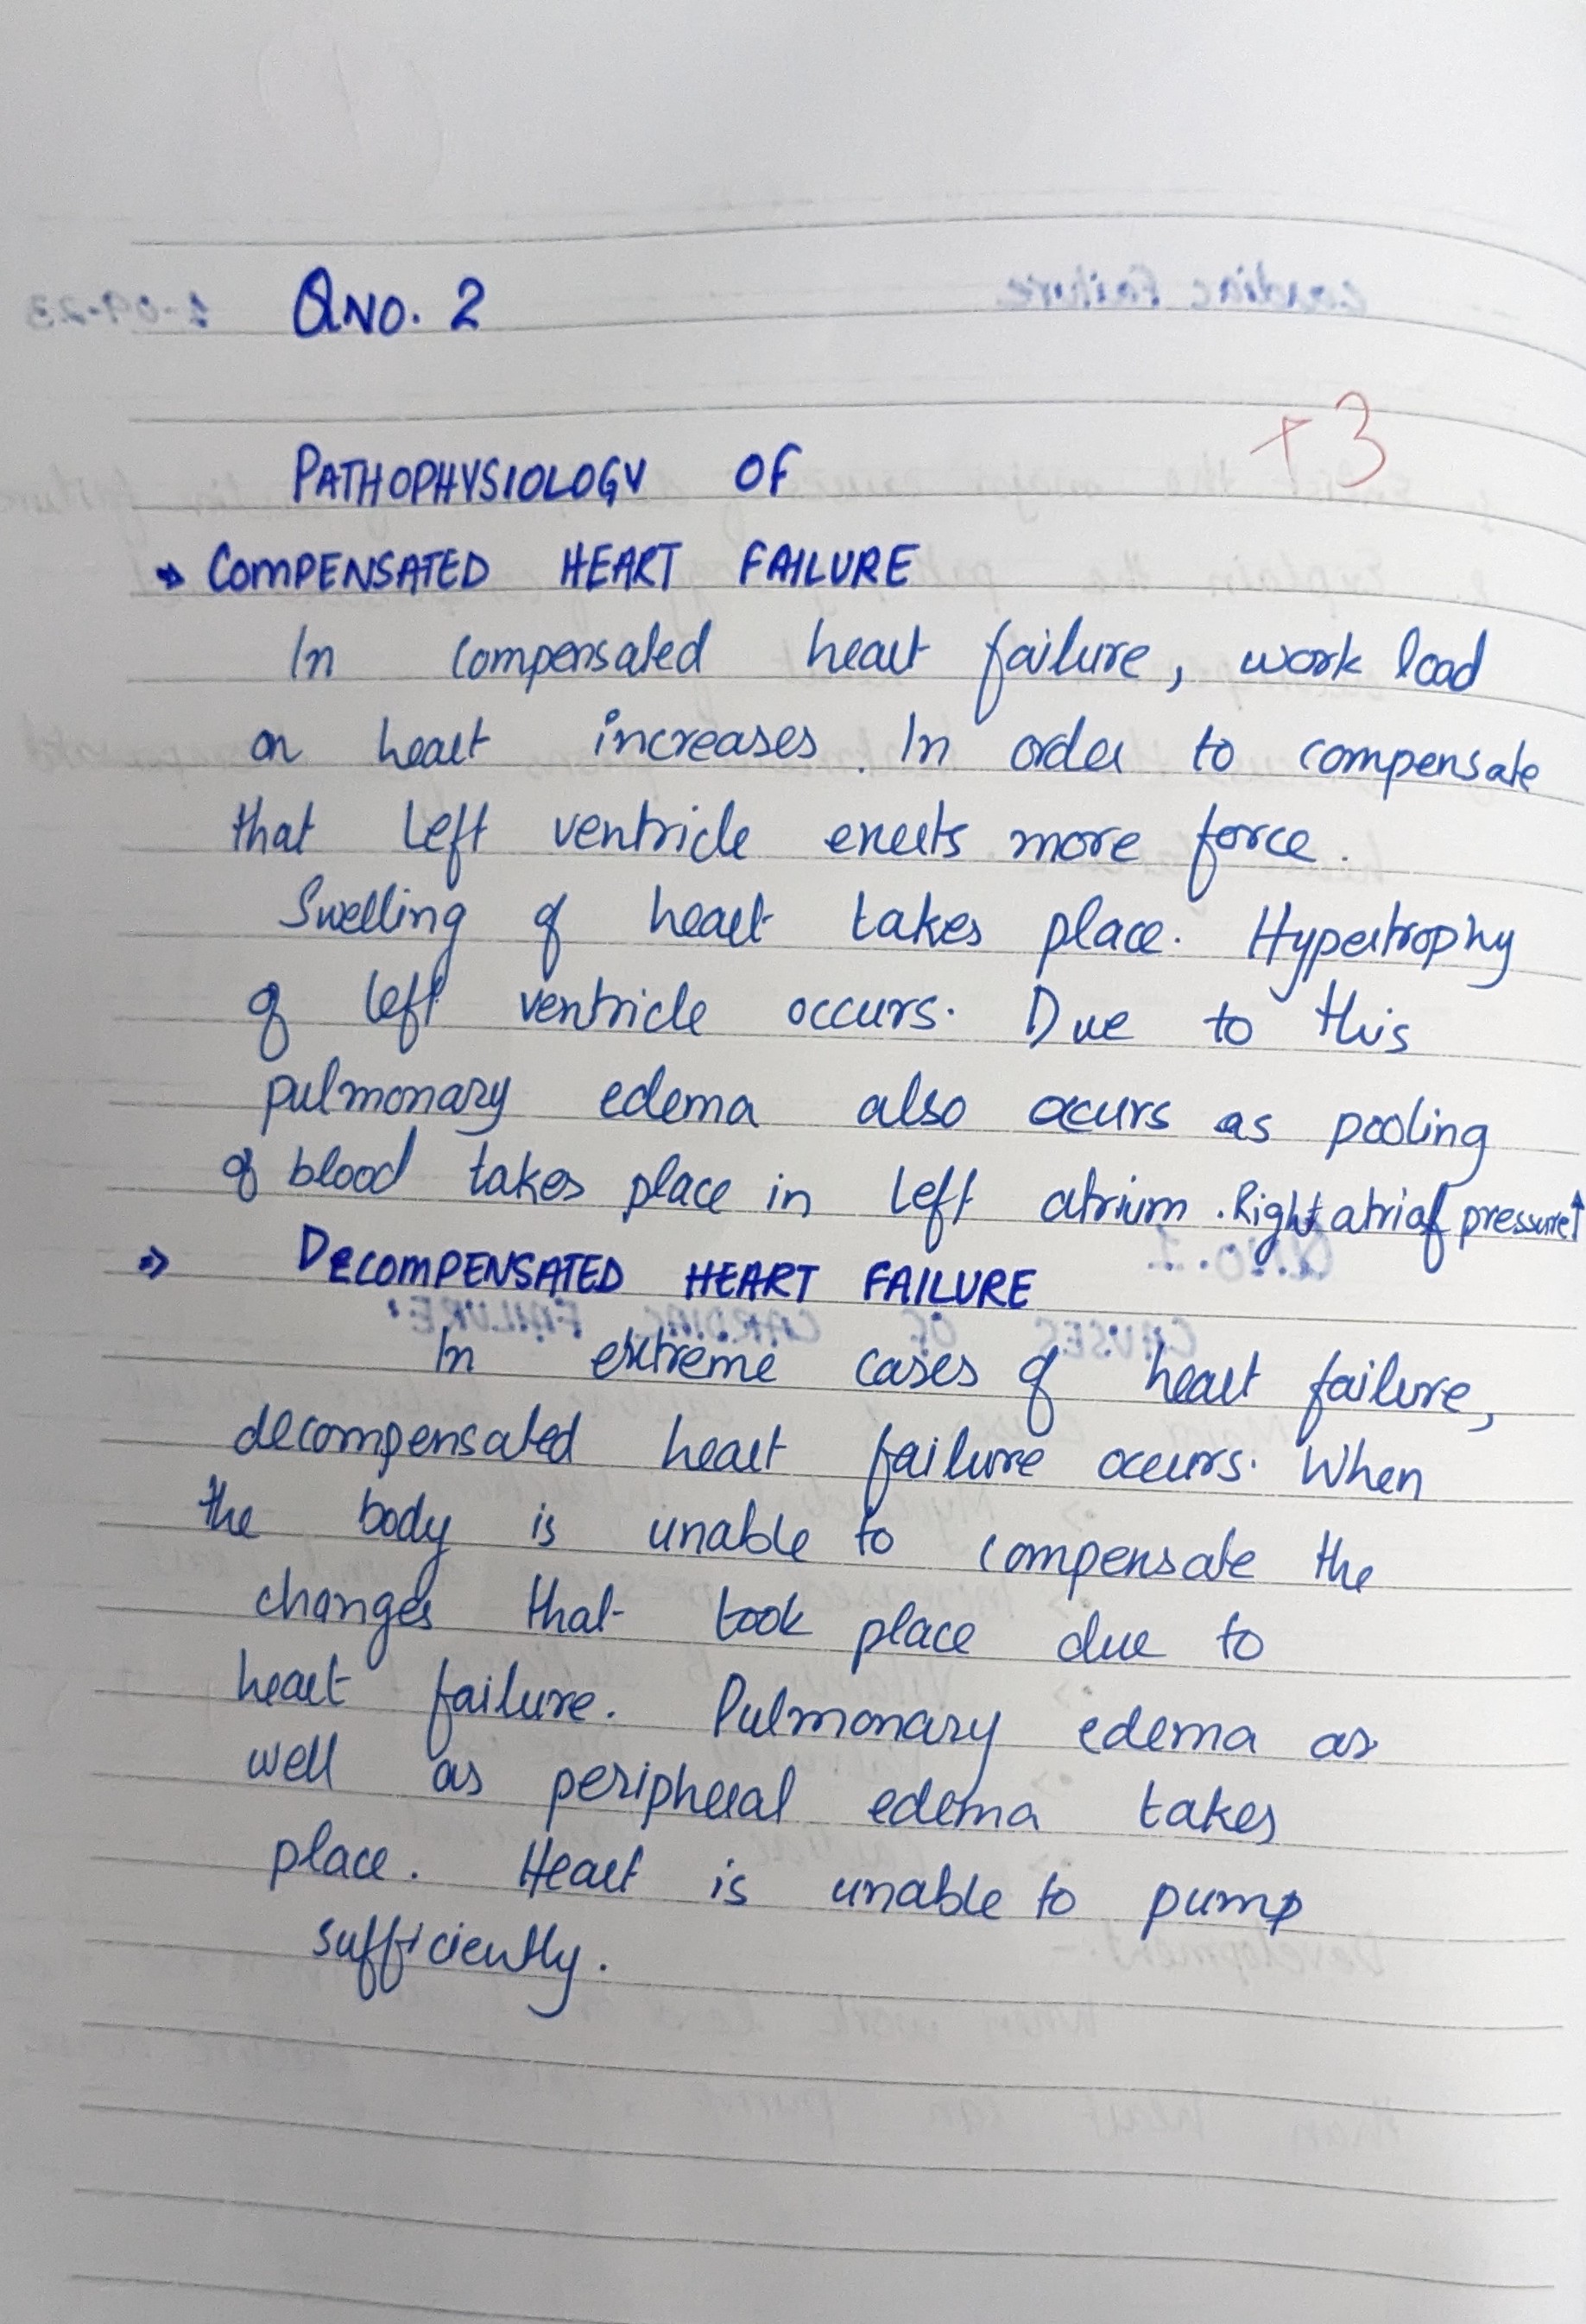 QNO. 2
+3
PATHOPHYSIOLOGY OF
→ COMPENSATED HEART FAILURE
In compensated heart failure, work load
on heart increases. In order to compensate
that left ventricle exerts more force.
Swelling of heart takes place. Hypertrophy
of left ventricle occurs. Due to this
pulmonary edema also occurs as pooling
of blood takes place in left atrium. Right atrial pressure↑
⇒ DECOMPENSATED HEART FAILURE
In extreme cases of heart failure,
decompensated heart failure occurs. When
the body is unable to compensate the
changes that took place due to
heart failure. Pulmonary edema as
well as peripheral edema takes
place. Heart is unable to pump
sufficiently.